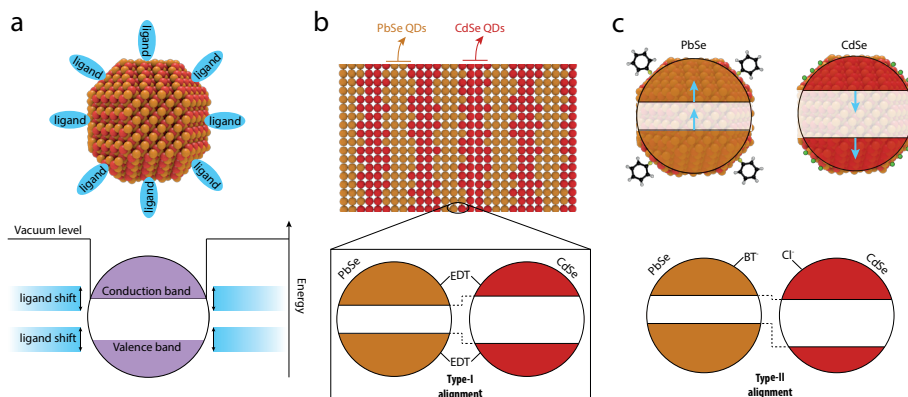 a
ligand
ligand
ligand
ligand
ligand
ligand
ligand
ligand
Vacuum level
Conduction band
ligand shift
ligand shift
Valence band
Energy
b
PbSe QDs
CdSe QDs
PbSe
CdSe
EDT
EDT
Type-I
alignment
c
PbSe
CdSe
PbSe
BT⁻
Cl⁻
CdSe
Type-II
alignment